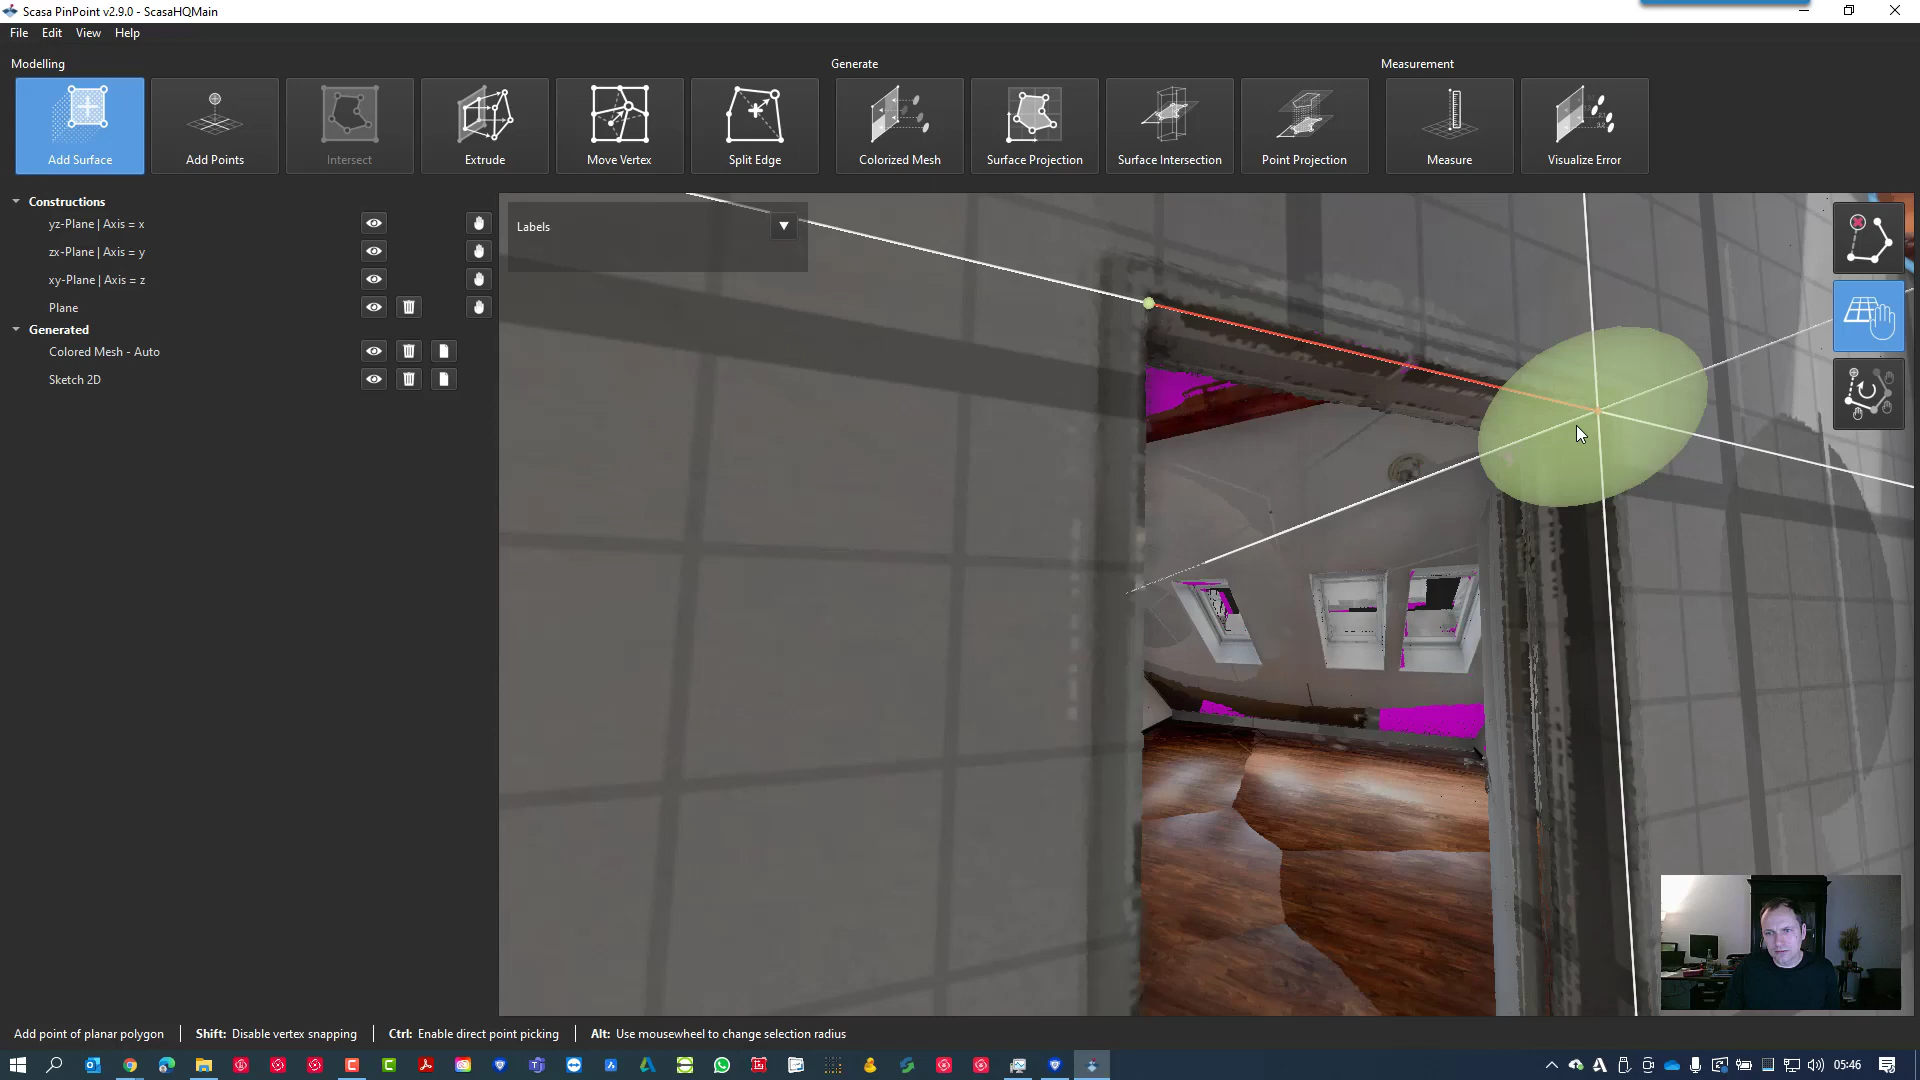 Scasa PinPoint v2.9.0 - ScasaHQMain
File Edit View Help
Modelling Generate Measurement
Add Surface Add Points Intersect Extrude Move Vertex Split Edge Colorized Mesh Surface Projection Surface Intersection Point Projection Measure Visualize Error
Constructions
yz-Plane | Axis = x
zx-Plane | Axis = y
xy-Plane | Axis = z
Plane
Generated
Colored Mesh - Auto
Sketch 2D
Labels
Add point of planar polygon Shift: Disable vertex snapping Ctrl: Enable direct point picking Alt: Use mousewheel to change selection radius
05:46